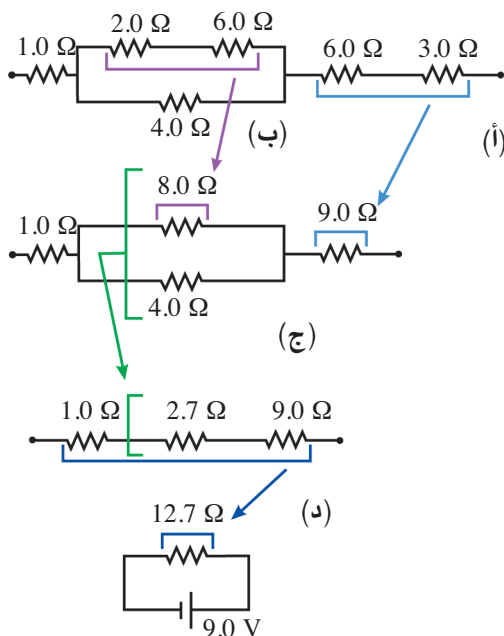 2.0 Ω 6.0 Ω
1.0 Ω 6.0 Ω 3.0 Ω
4.0 Ω
(ب) (أ)
8.0 Ω
1.0 Ω 9.0 Ω
4.0 Ω
(ج)
1.0 Ω 2.7 Ω 9.0 Ω
(د)
12.7 Ω
9.0 V